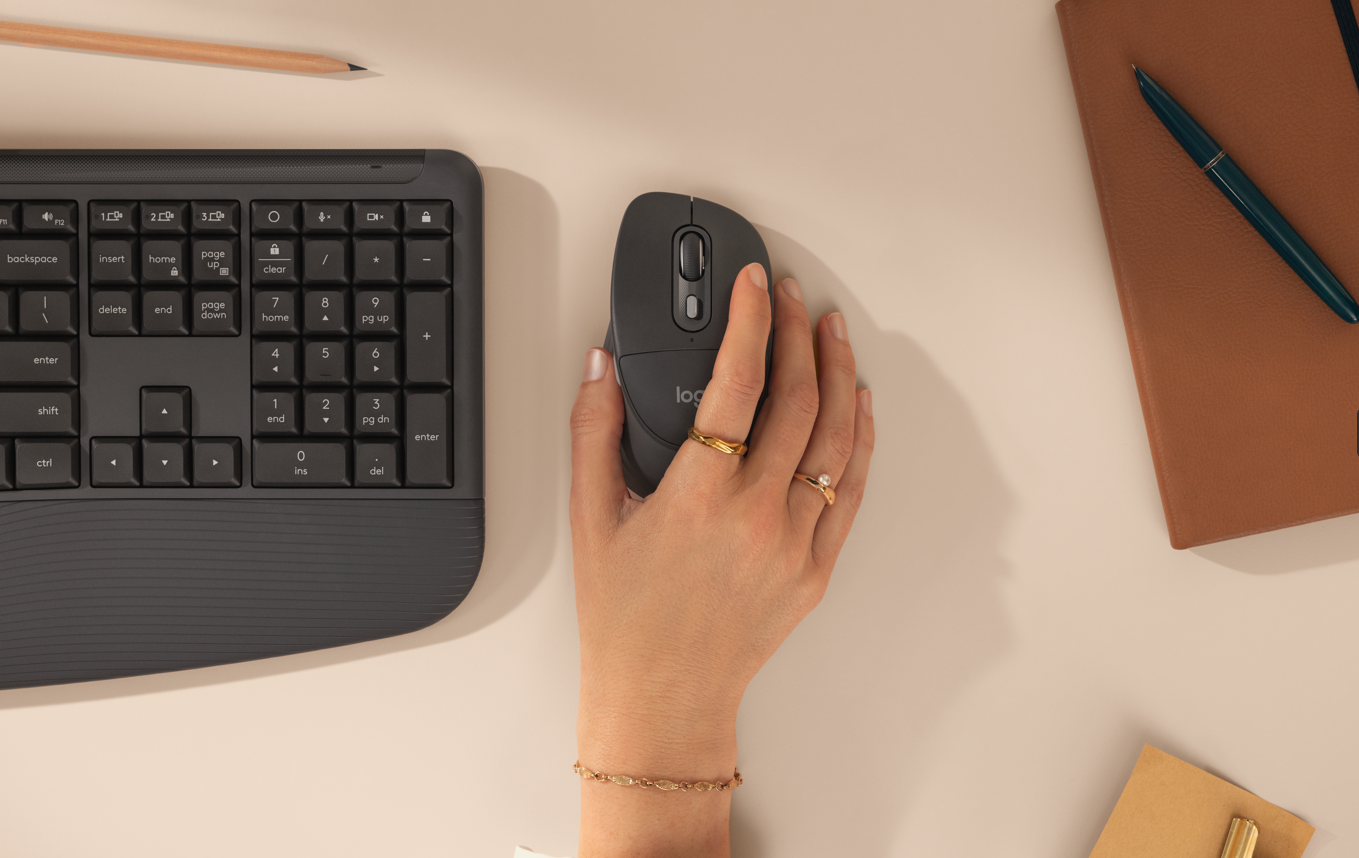 F11 F12 1 2 3
backspace insert home page up clear / * −
| \ delete end page down 7 home 8 9 pg up +
enter 4 5 6
shift 1 end 2 3 pg dn enter
ctrl 0 ins . del
log